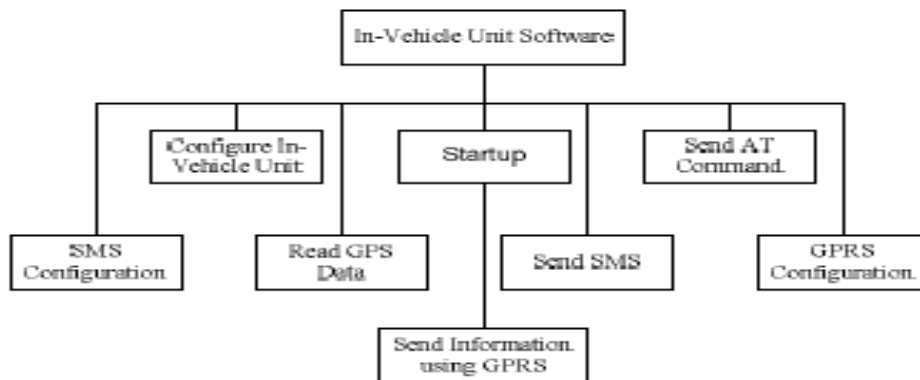 In-Vehicle Unit Software
Configure In-
Vehicle Unit
Startup
Send AT
Command
SMS
Configuration
Read GPS
Data
Send SMS
GPRS
Configuration
Send Information
using GPRS